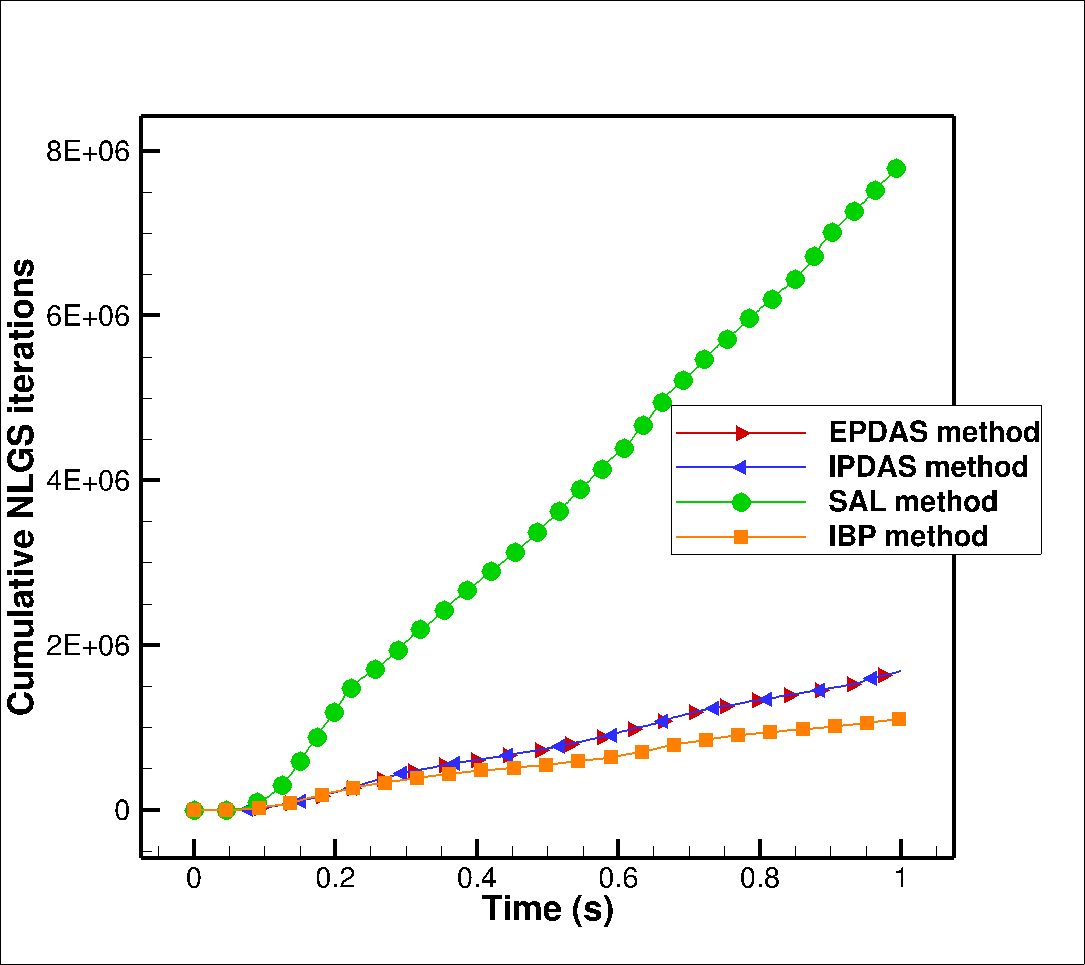 8E+06
6E+06
4E+06
2E+06
0
Cumulative NLGS iterations
EPDAS method
IPDAS method
SAL method
IBP method
0 0.2 0.4 0.6 0.8 1
Time (s)